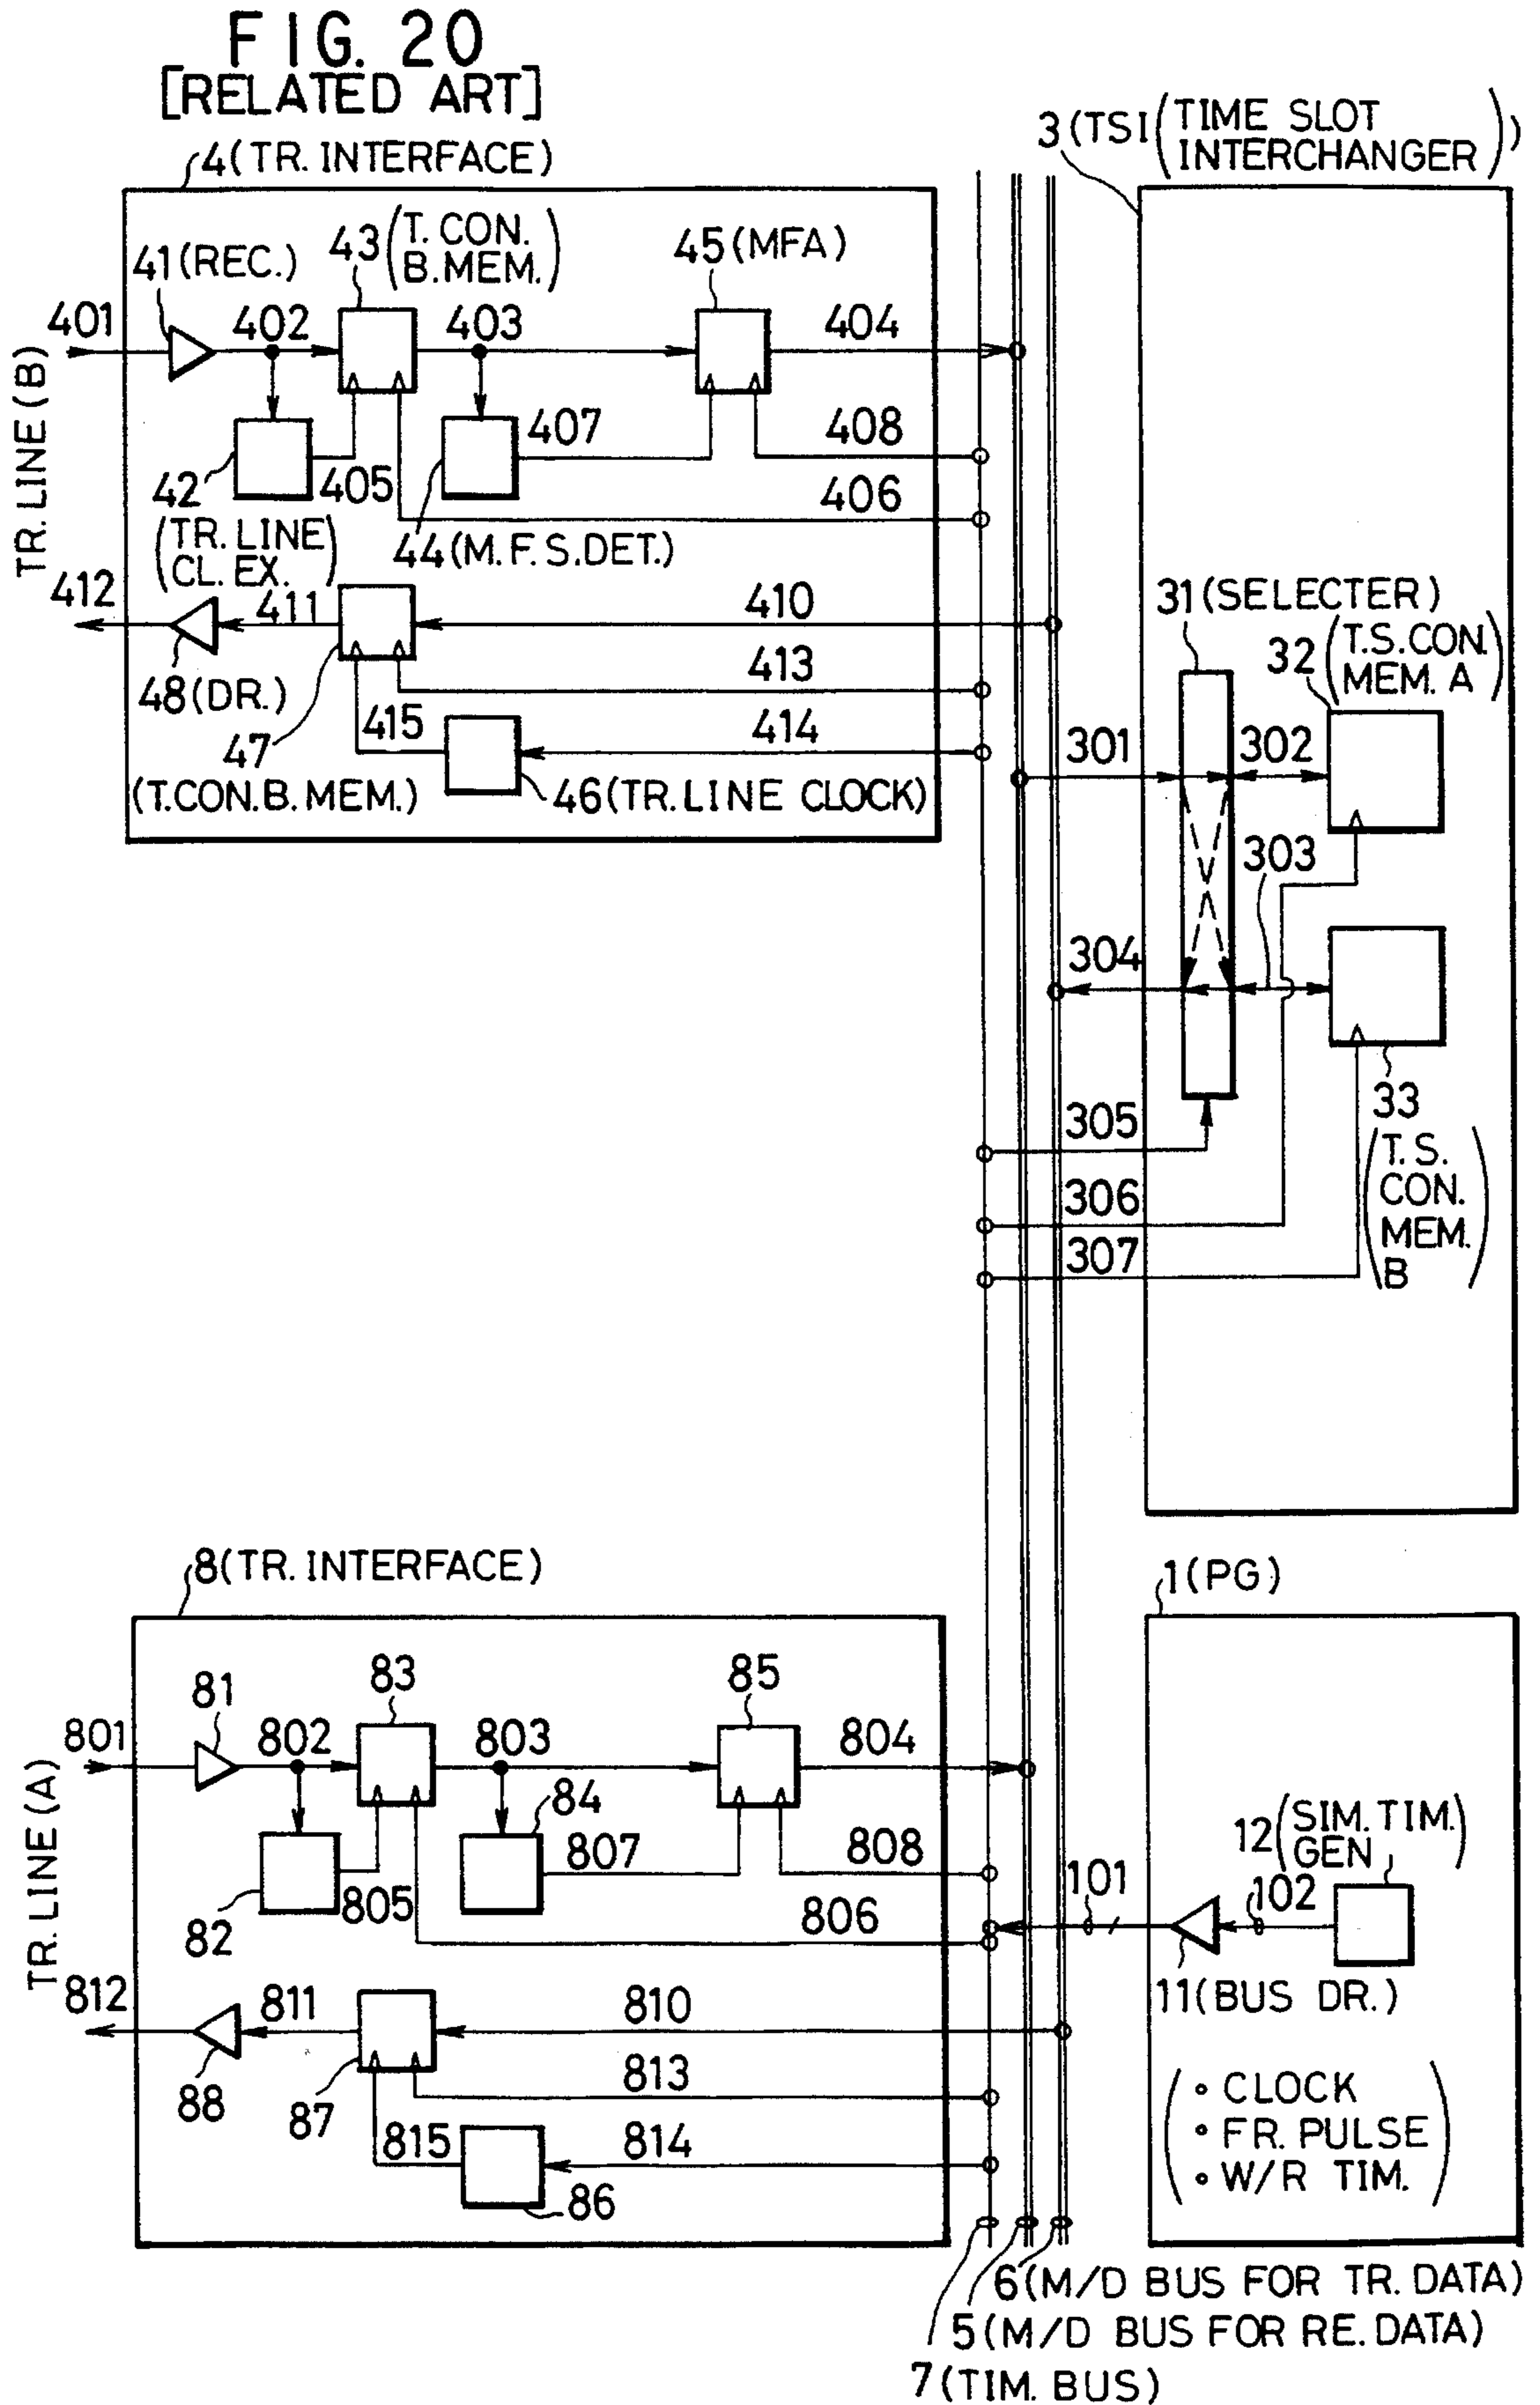 FIG. 20
[RELATED ART]
4(TR. INTERFACE)
3(TSI(TIME SLOT
INTERCHANGER))
41(REC.)
43(T. CON.
B.MEM.)
45(MFA)
401
402
403
404
TR. LINE (B)
42
(TR. LINE
CL. EX.)
405
407
408
406
44(M.F.S.DET.)
412
411
410
48(DR.)
413
47
(T.CON.B.MEM.)
415
414
46(TR.LINE CLOCK)
31(SELECTER)
32(T.S.CON.
MEM. A)
301
302
303
304
305
33
(T.S.
CON.
MEM.
B)
306
307
8(TR. INTERFACE)
1(PG)
81
83
85
801
802
803
804
TR. LINE (A)
84
82
805
807
808
806
101
12(SIM. TIM.
GEN)
102
11(BUS DR.)
812
811
810
88
87
813
815
814
86
(∘ CLOCK
∘ FR. PULSE
∘ W/R TIM.)
6(M/D BUS FOR TR. DATA)
5(M/D BUS FOR RE. DATA)
7(TIM. BUS)